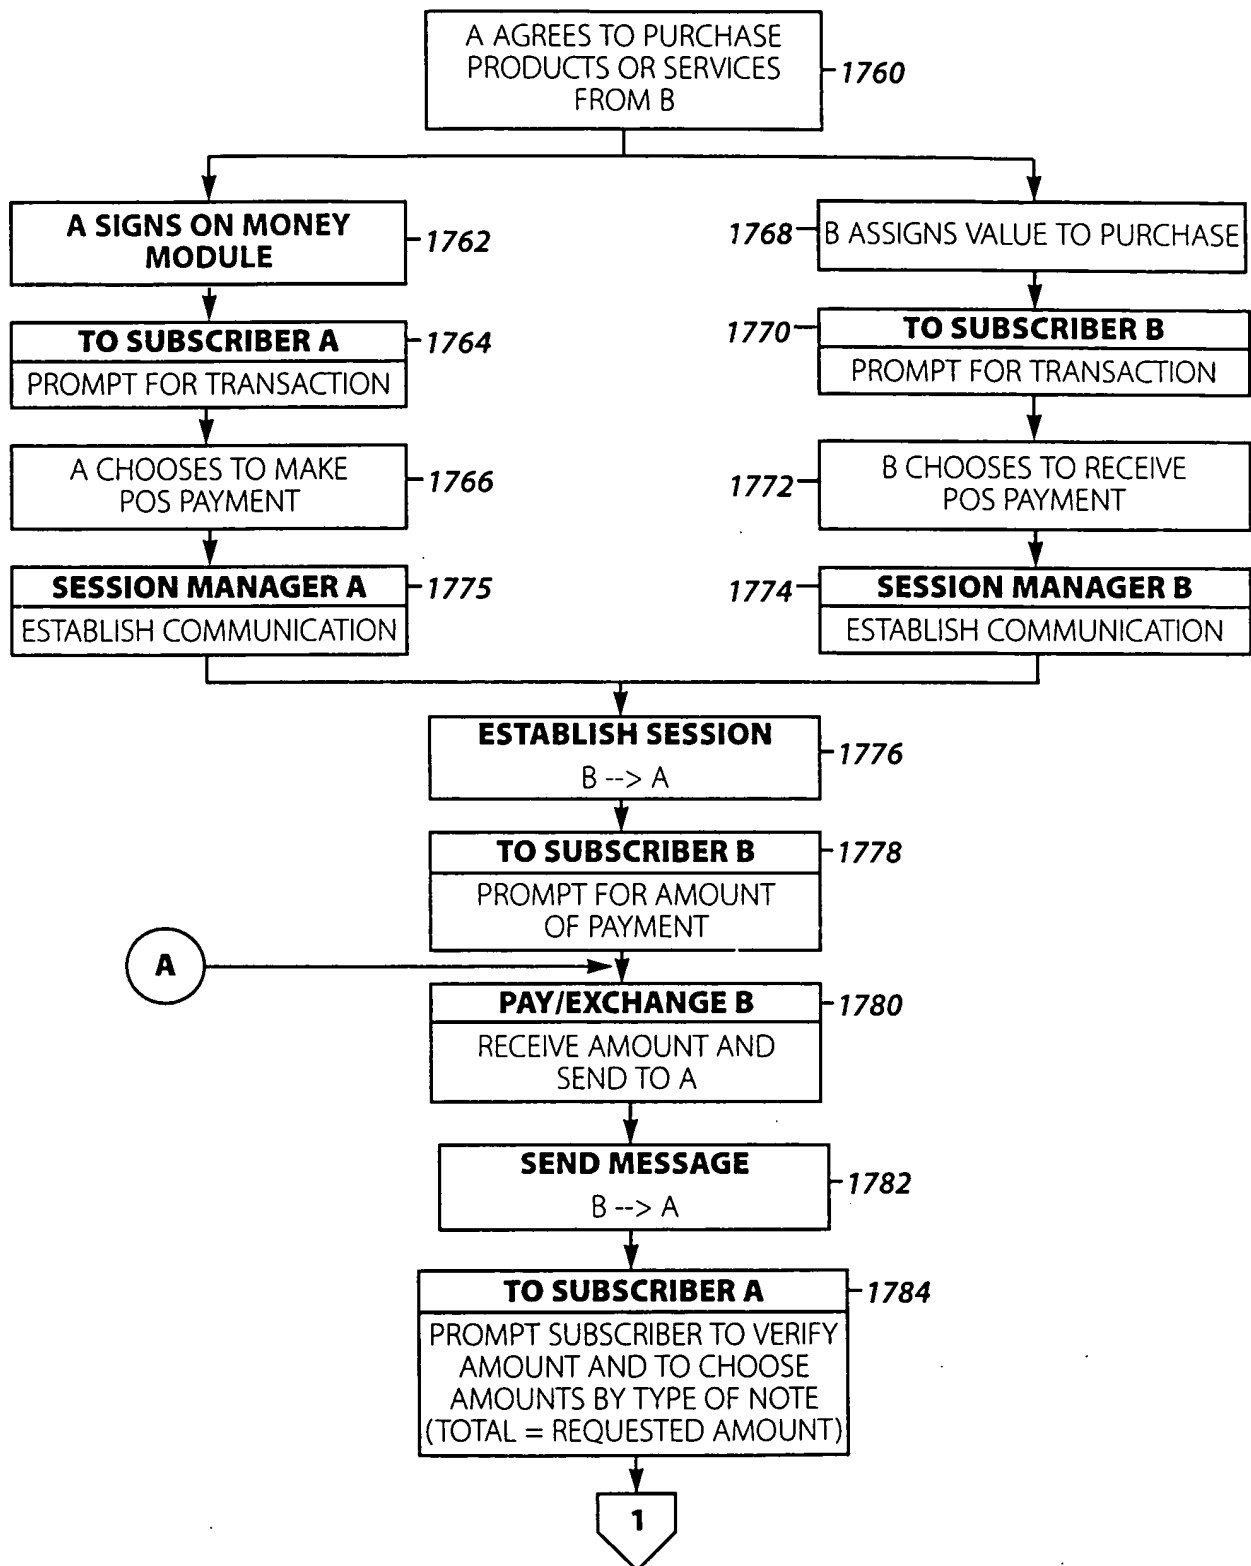 A AGREES TO PURCHASE
PRODUCTS OR SERVICES
FROM B
1760
A SIGNS ON MONEY
MODULE
1762
TO SUBSCRIBER A
1764
PROMPT FOR TRANSACTION
A CHOOSES TO MAKE
POS PAYMENT
1766
SESSION MANAGER A
1775
ESTABLISH COMMUNICATION
1768
B ASSIGNS VALUE TO PURCHASE
1770
TO SUBSCRIBER B
PROMPT FOR TRANSACTION
1772
B CHOOSES TO RECEIVE
POS PAYMENT
1774
SESSION MANAGER B
ESTABLISH COMMUNICATION
ESTABLISH SESSION
B --> A
1776
TO SUBSCRIBER B
1778
PROMPT FOR AMOUNT
OF PAYMENT
A
PAY/EXCHANGE B
1780
RECEIVE AMOUNT AND
SEND TO A
SEND MESSAGE
B --> A
1782
TO SUBSCRIBER A
1784
PROMPT SUBSCRIBER TO VERIFY
AMOUNT AND TO CHOOSE
AMOUNTS BY TYPE OF NOTE
(TOTAL = REQUESTED AMOUNT)
1